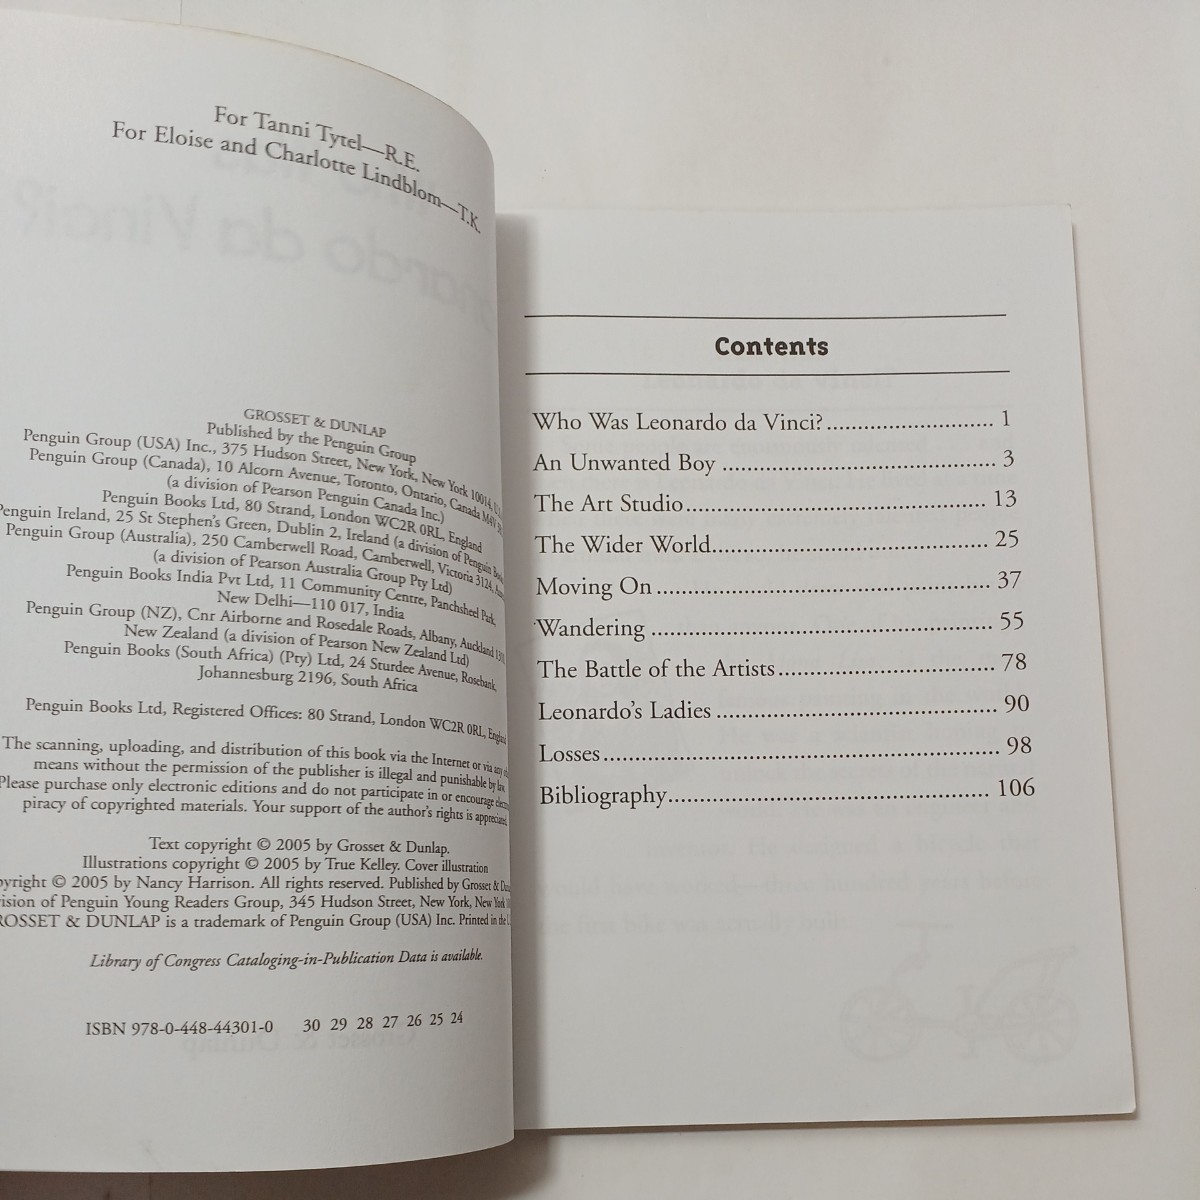 For Tanni Tytel—R.E.
For Eloise and Charlotte Lindblom—T.K.
GROSSET & DUNLAP
Published by the Penguin Group
Penguin Group (USA) Inc., 375 Hudson Street, New York, New York 10014, U.S.
Penguin Group (Canada), 10 Alcorn Avenue, Toronto, Ontario, Canada M4V
(a division of Pearson Penguin Canada Inc.)
Penguin Books Ltd, 80 Strand, London WC2R 0RL, England
Penguin Ireland, 25 St Stephen's Green, Dublin 2, Ireland (a division of Penguin Books
Penguin Group (Australia), 250 Camberwell Road, Camberwell, Victoria 3124,
(a division of Pearson Australia Group Pty Ltd)
Penguin Books India Pvt Ltd, 11 Community Centre, Panchsheel Park,
New Delhi—110 017, India
Penguin Group (NZ), Cnr Airborne and Rosedale Roads, Albany, Auckland
New Zealand (a division of Pearson New Zealand Ltd)
Penguin Books (South Africa) (Pty) Ltd, 24 Sturdee Avenue, Rosebank,
Johannesburg 2196, South Africa
Penguin Books Ltd, Registered Offices: 80 Strand, London WC2R 0RL, England
The scanning, uploading, and distribution of this book via the Internet or via any
means without the permission of the publisher is illegal and punishable by law.
Please purchase only electronic editions and do not participate in or encourage
piracy of copyrighted materials. Your support of the author's rights is appreciated.
Text copyright © 2005 by Grosset & Dunlap.
Illustrations copyright © 2005 by True Kelley. Cover illustration
yright © 2005 by Nancy Harrison. All rights reserved. Published by Grosset &
ision of Penguin Young Readers Group, 345 Hudson Street, New York, New York
ROSSET & DUNLAP is a trademark of Penguin Group (USA) Inc. Printed in the
Library of Congress Cataloging-in-Publication Data is available.
ISBN 978-0-448-44301-0 30 29 28 27 26 25 24
Contents
Who Was Leonardo da Vinci?.......................... 1
An Unwanted Boy ....................................... 3
The Art Studio........................................... 13
The Wider World....................................... 25
Moving On ............................................... 37
Wandering ................................................ 55
The Battle of the Artists.............................. 78
Leonardo's Ladies ....................................... 90
Losses........................................................ 98
Bibliography............................................. 106